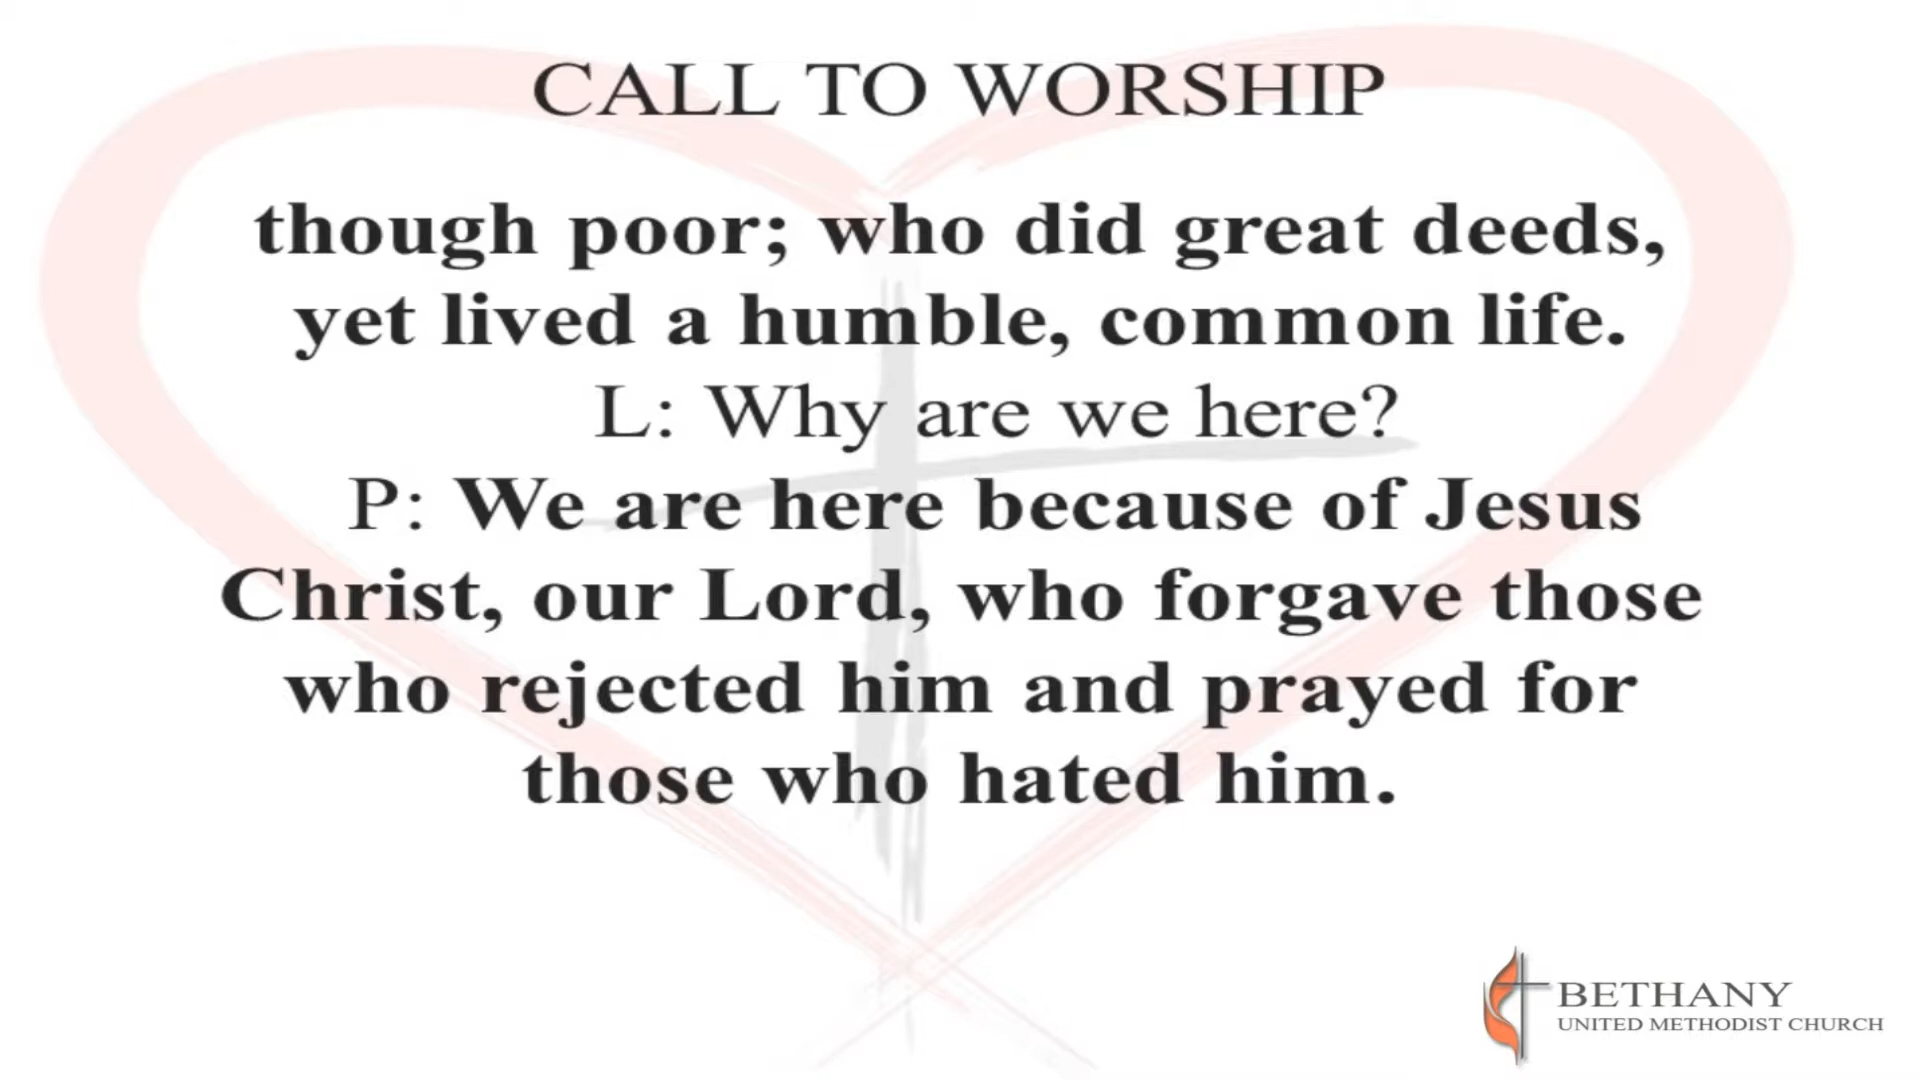 CALL TO WORSHIP
though poor; who did great deeds,
yet lived a humble, common life.
L: Why are we here?
P: We are here because of Jesus
Christ, our Lord, who forgave those
who rejected him and prayed for
those who hated him.
BETHANY
UNITED METHODIST CHURCH